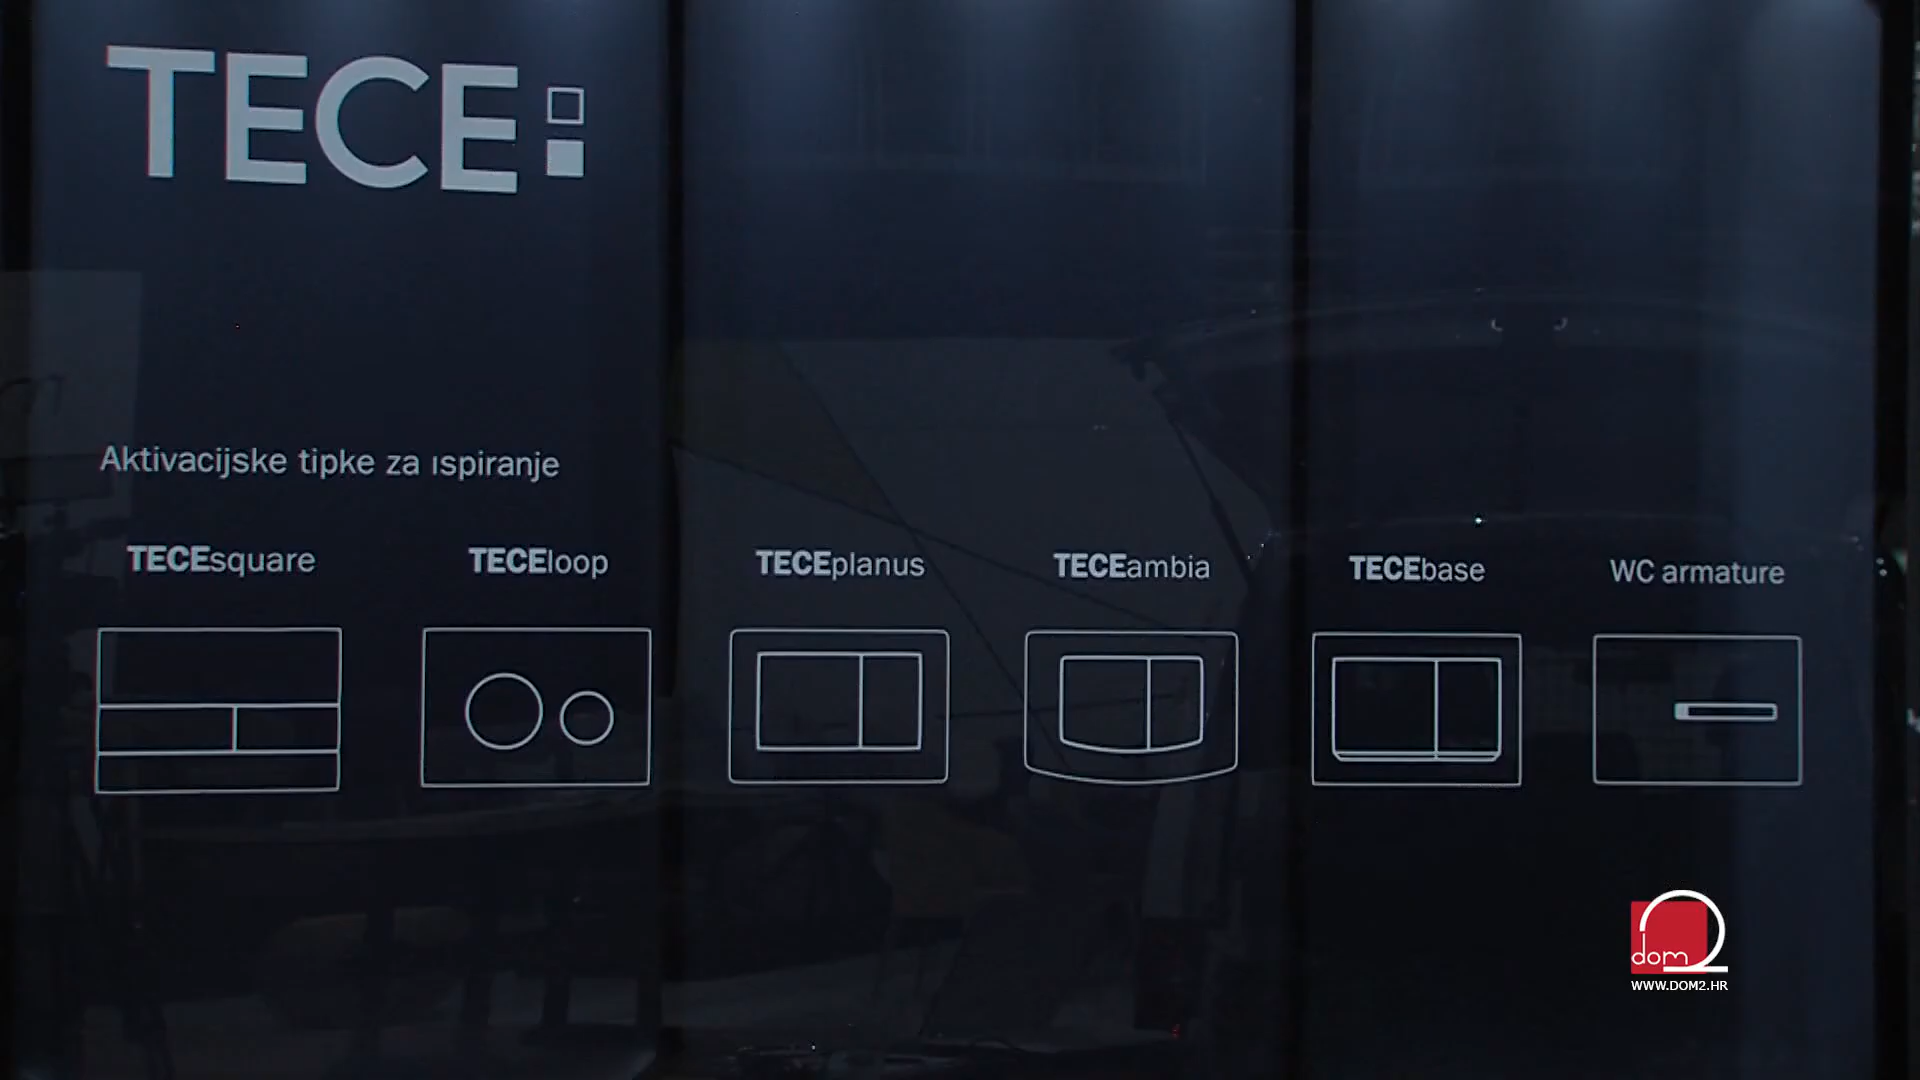 TECE
Aktivacijske tipke za ispiranje
TECEsquare
TECEloop
TECEplanus
TECEambia
TECEbase
WC armature
dom2
WWW.DOM2.HR